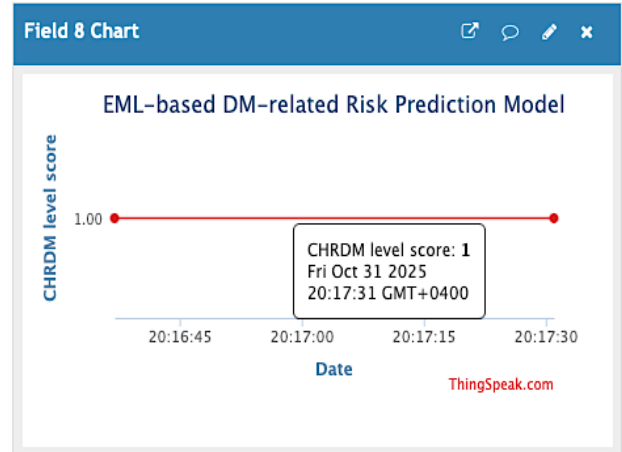 Field 8 Chart
EML-based DM-related Risk Prediction Model
CHRDM level score
1.00
CHRDM level score: 1
Fri Oct 31 2025
20:17:31 GMT+0400
20:16:45 20:17:00 20:17:15 20:17:30
Date
ThingSpeak.com